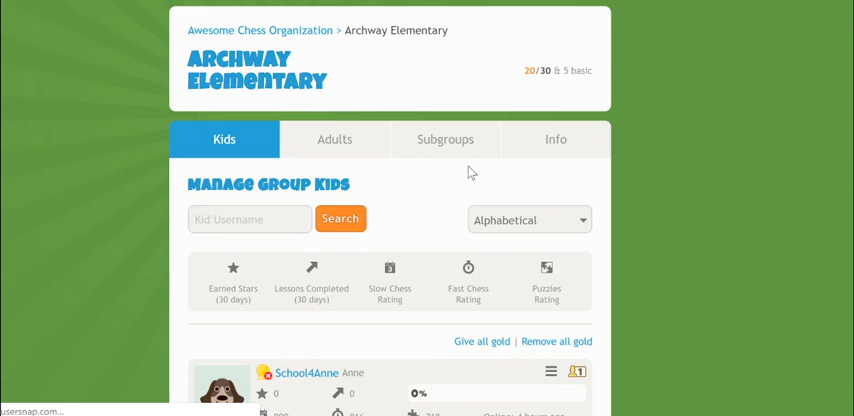 Awesome Chess Organization > Archway Elementary
Archway
Elementary
20/30 & 5 basic
Kids
Adults
Subgroups
Info
Manage Group Kids
Kid Username
Search
Alphabetical
3
Earned Stars
(30 days)
Lessons Completed
(30 days)
Slow Chess
Rating
Fast Chess
Rating
Puzzles
Rating
Give all gold | Remove all gold
School4Anne Anne
1
0
0
0%
usersnap.com...